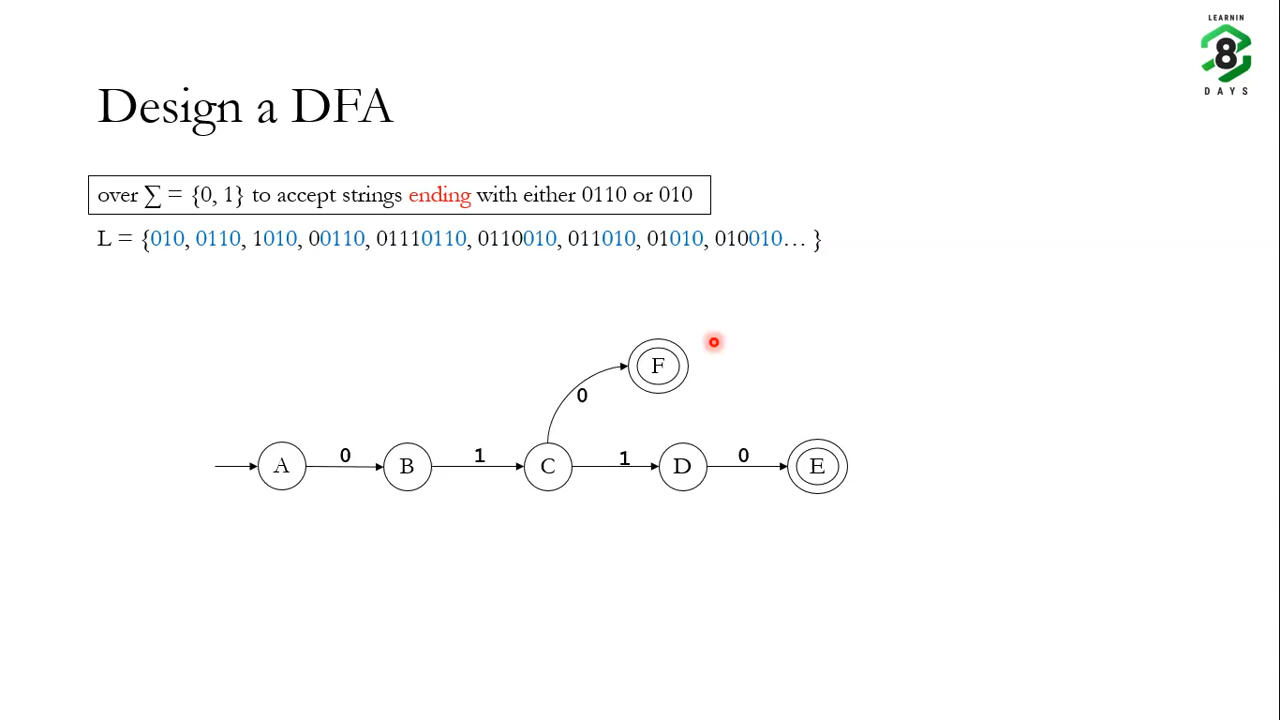 LEARNIN
8
DAYS
Design a DFA
over ∑ = {0, 1} to accept strings ending with either 0110 or 010
L = {010, 0110, 1010, 00110, 01110110, 0110010, 011010, 01010, 010010… }
F
0
0 1 1 0
A B C D E